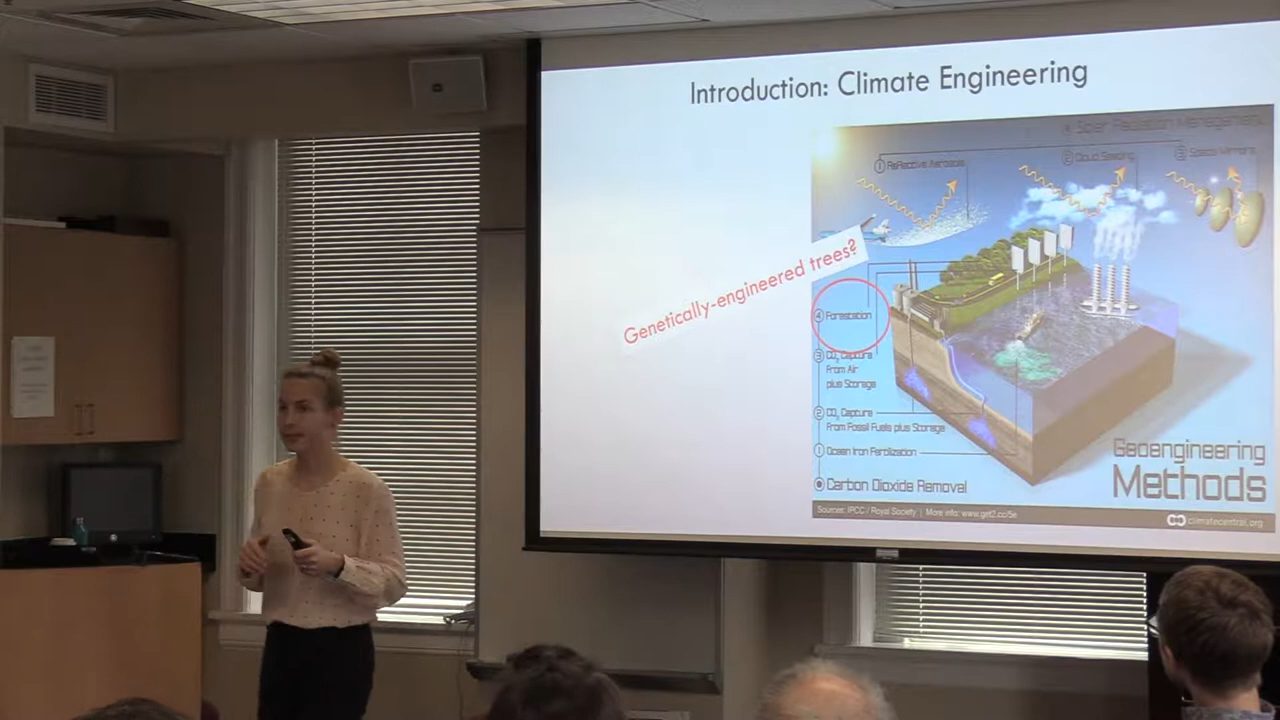 Introduction: Climate Engineering
Solar Radiation Management
1 Reflective Aerosols
2 Cloud Seeding
3 Space Mirrors
Genetically-engineered trees?
4 Forestation
3 CO2 Capture
from Air
plus Storage
2 CO2 Capture
from Fossil Fuels plus Storage
1 Ocean Iron Fertilization
Carbon Dioxide Removal
Geoengineering
Methods
Sources: IPCC / Royal Society | More info: www.get2.cc/5e
climatecentral.org